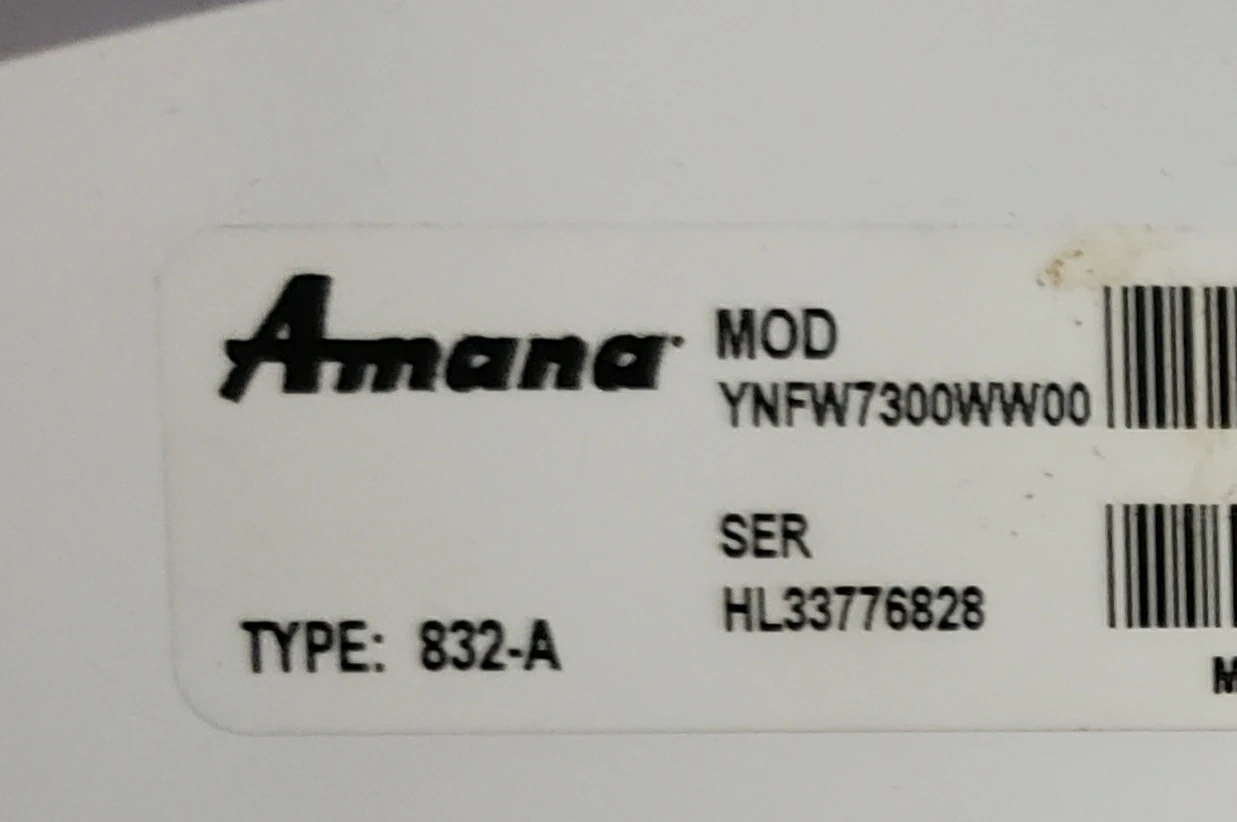 Amana
MOD
YNFW7300WW00
SER
HL33776828
TYPE: 832-A
M